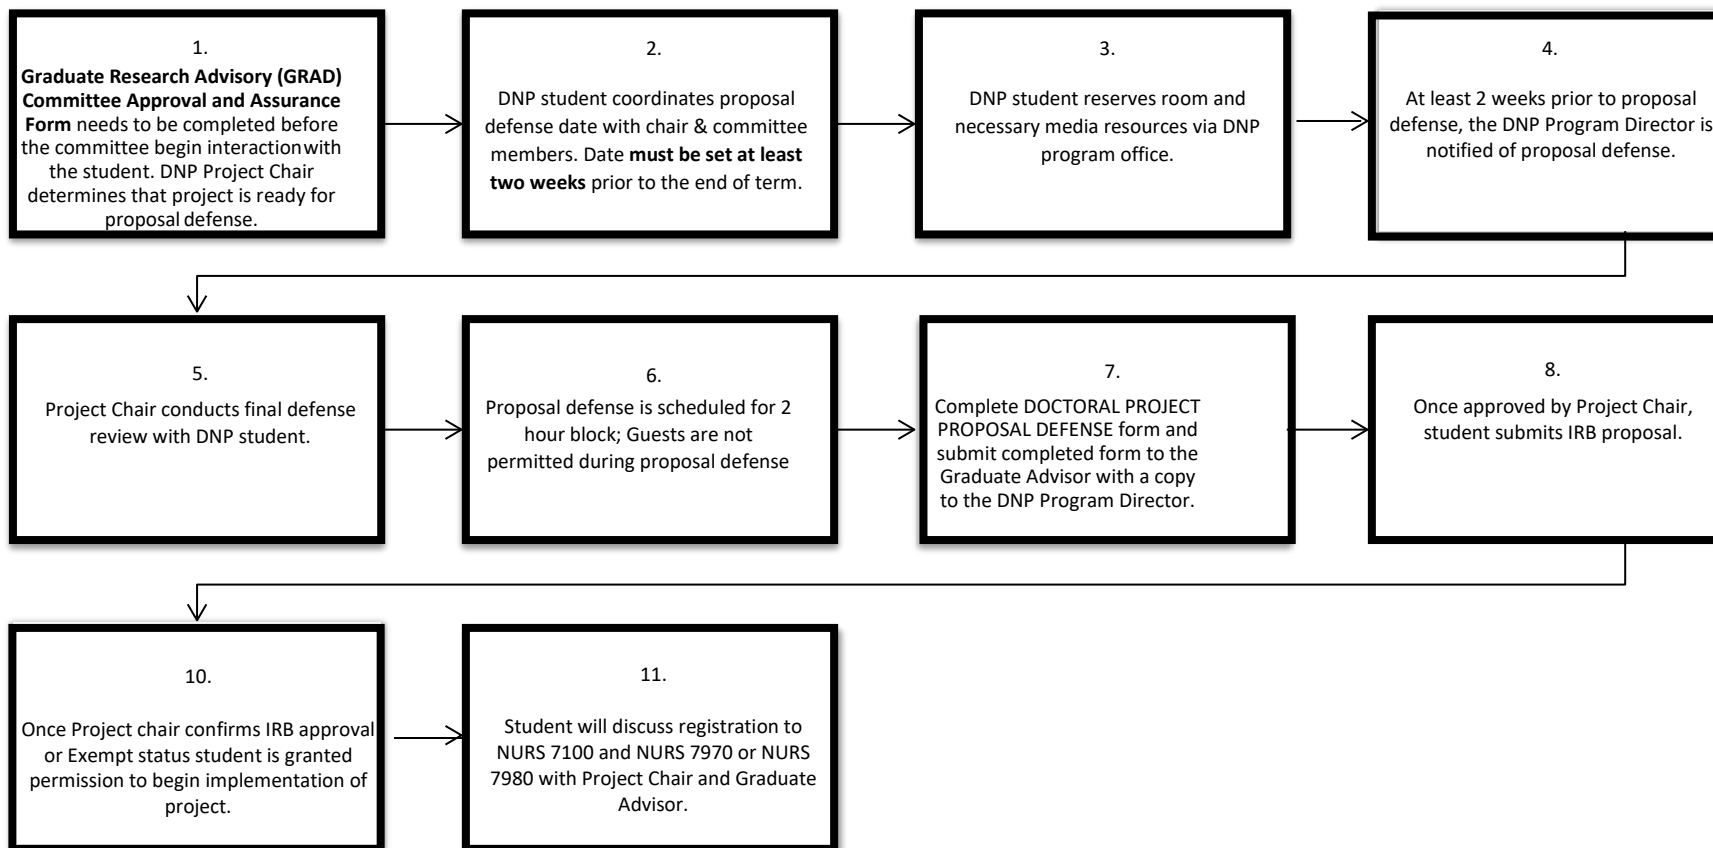 1.
Graduate Research Advisory (GRAD)
Committee Approval and Assurance
Form needs to be completed before
the committee begin interaction with
the student. DNP Project Chair
determines that project is ready for
proposal defense.
2.
DNP student coordinates proposal
defense date with chair & committee
members. Date must be set at least
two weeks prior to the end of term.
3.
DNP student reserves room and
necessary media resources via DNP
program office.
4.
At least 2 weeks prior to proposal
defense, the DNP Program Director is
notified of proposal defense.
5.
Project Chair conducts final defense
review with DNP student.
6.
Proposal defense is scheduled for 2
hour block; Guests are not
permitted during proposal defense
7.
Complete DOCTORAL PROJECT
PROPOSAL DEFENSE form and
submit completed form to the
Graduate Advisor with a copy
to the DNP Program Director.
8.
Once approved by Project Chair,
student submits IRB proposal.
10.
Once Project chair confirms IRB approval
or Exempt status student is granted
permission to begin implementation of
project.
11.
Student will discuss registration to
NURS 7100 and NURS 7970 or NURS
7980 with Project Chair and Graduate
Advisor.